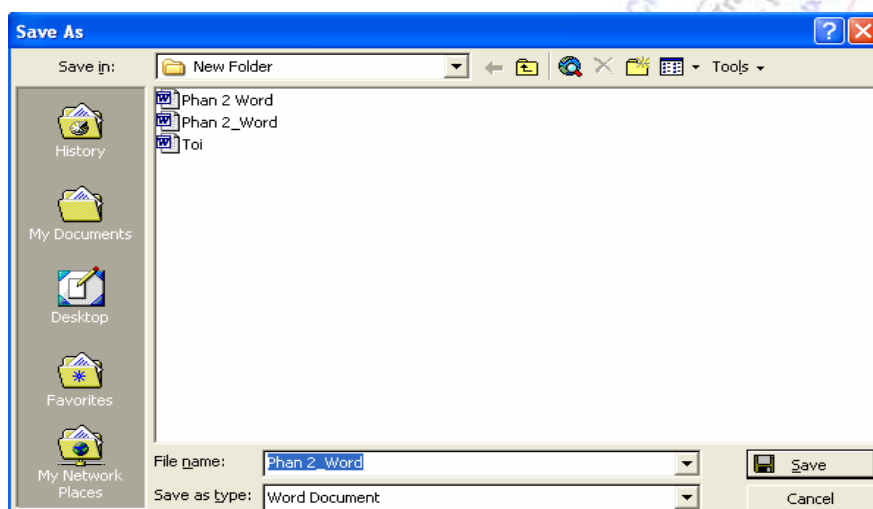 Save As
Save in:
New Folder
Tools
Phan 2 Word
Phan 2_Word
Toi
History
My Documents
Desktop
Favorites
My Network
Places
File name:
Phan 2_Word
Save
Save as type:
Word Document
Cancel